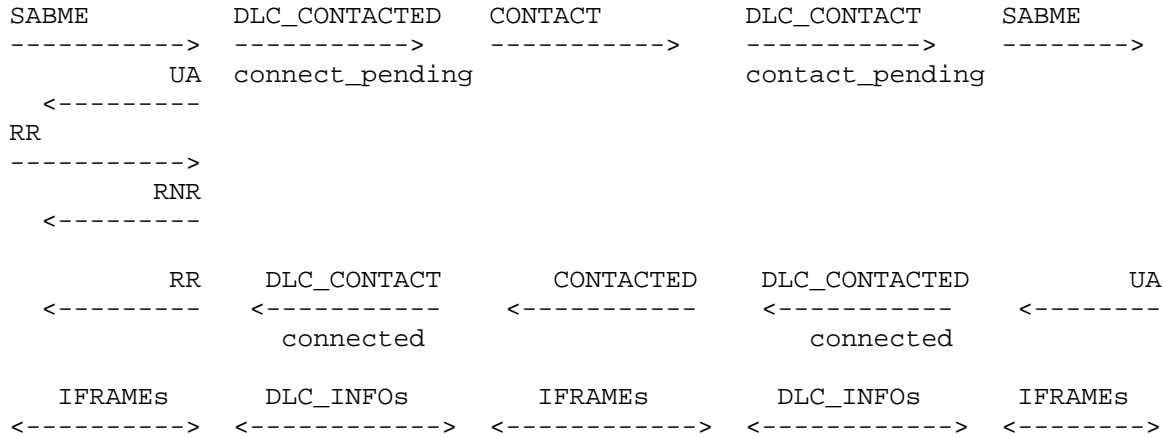 SABME DLC_CONTACTED CONTACT DLC_CONTACT SABME
-----------> -----------> -----------> -----------> -------->
UA connect_pending contact_pending
<---------
RR
----------->
RNR
<---------
RR DLC_CONTACT CONTACTED DLC_CONTACTED UA
<--------- <----------- <----------- <----------- <--------
connected connected
IFRAMEs DLC_INFOs IFRAMEs DLC_INFOs IFRAMEs
<----------> <------------> <------------> <------------> <-------->